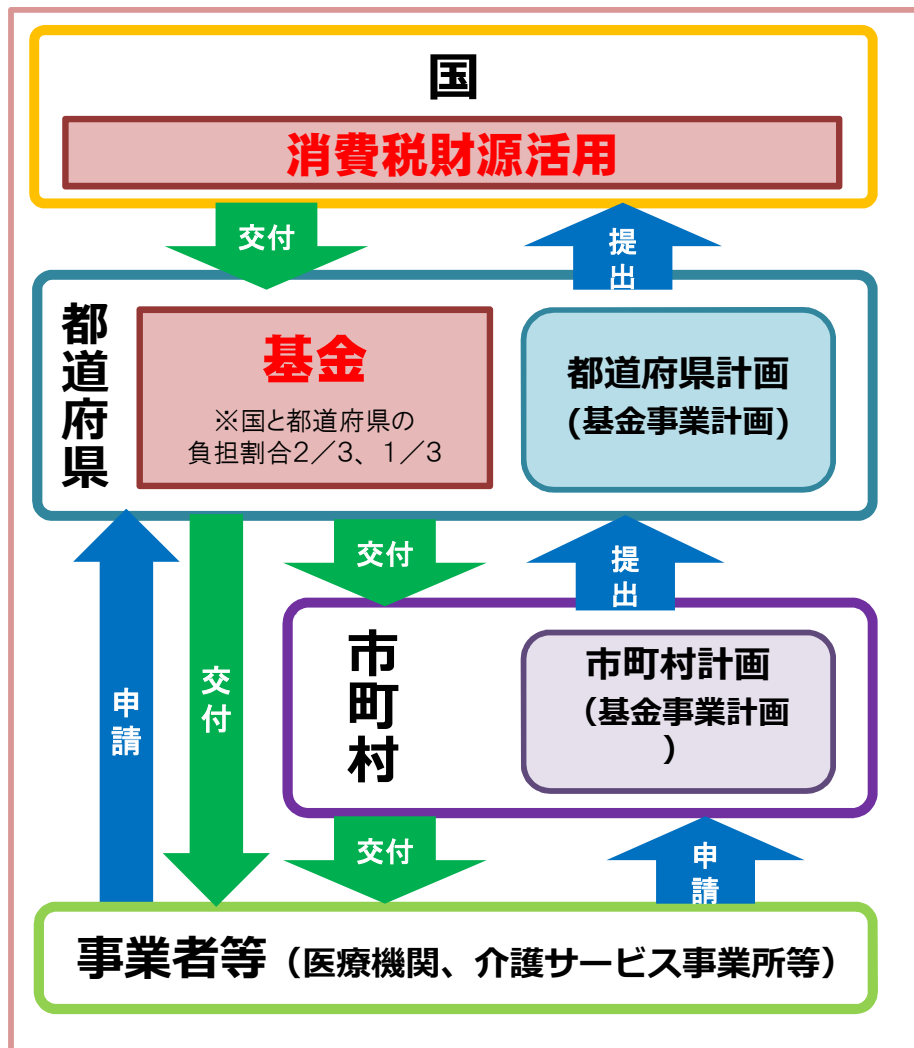 国
消費税財源活用
交付
提出
都道府県
基金
※国と都道府県の
負担割合2／3、1／3
都道府県計画
(基金事業計画)
交付
提出
申請
交付
市町村
市町村計画
（基金事業計画
）
交付
申請
事業者等（医療機関、介護サービス事業所等）